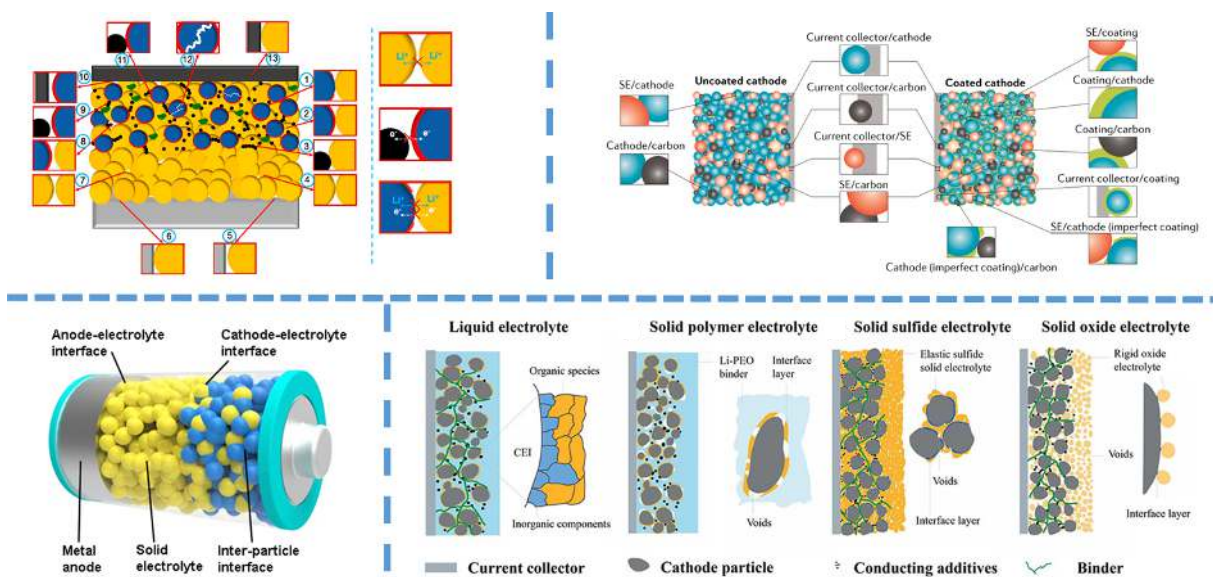 11
12
13
10
9
8
7
6
5
1
2
3
4
Li⁺ Li⁺
e⁻ e⁻
Li⁺ Li⁺
e⁻ e⁻
Uncoated cathode
SE/cathode
Cathode/carbon
Current collector/cathode
Current collector/carbon
Current collector/SE
SE/carbon
Coated cathode
Cathode (imperfect coating)/carbon
SE/coating
Coating/cathode
Coating/carbon
Current collector/coating
SE/cathode (imperfect coating)
Anode-electrolyte
interface
Cathode-electrolyte
interface
Metal
anode
Solid
electrolyte
Inter-particle
interface
Liquid electrolyte
Organic species
CEI
Inorganic components
Solid polymer electrolyte
Li-PEO
binder
Interface
layer
Voids
Solid sulfide electrolyte
Elastic sulfide
solid electrolyte
Voids
Interface layer
Solid oxide electrolyte
Rigid oxide
electrolyte
Voids
Interface layer
Current collector
Cathode particle
Conducting additives
Binder